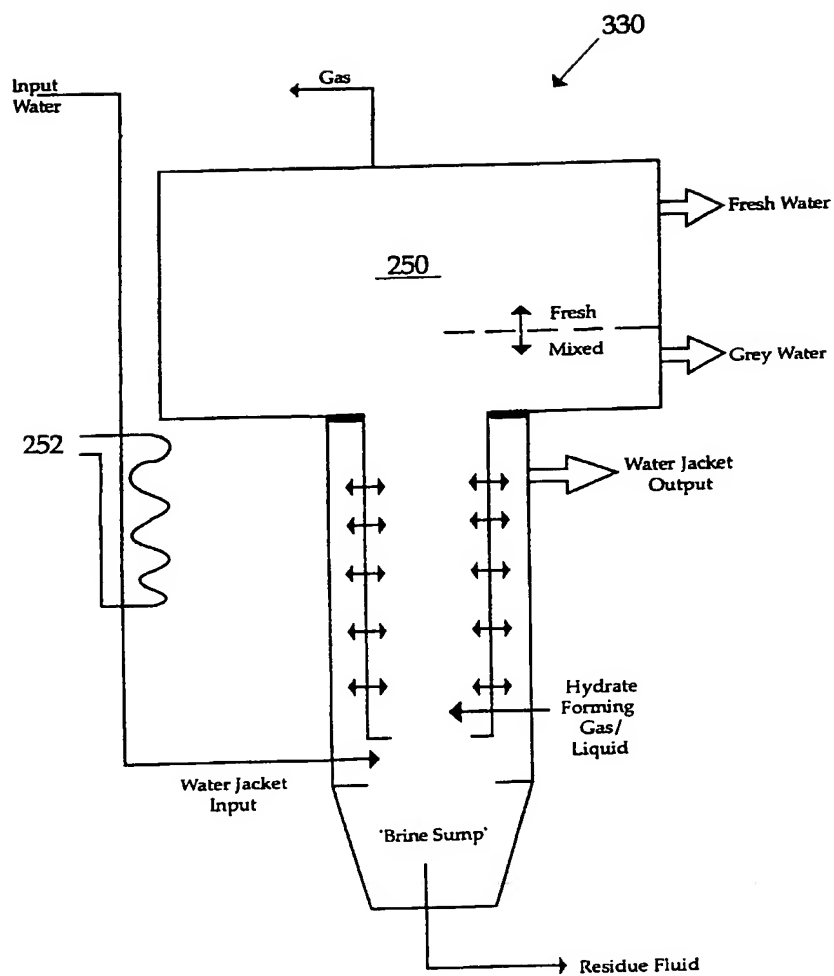 330
Gas
Input
Water
Fresh Water
250
Fresh
Mixed
Grey Water
252
Water Jacket
Output
Hydrate
Forming
Gas/
Liquid
Water Jacket
Input
'Brine Sump'
Residue Fluid